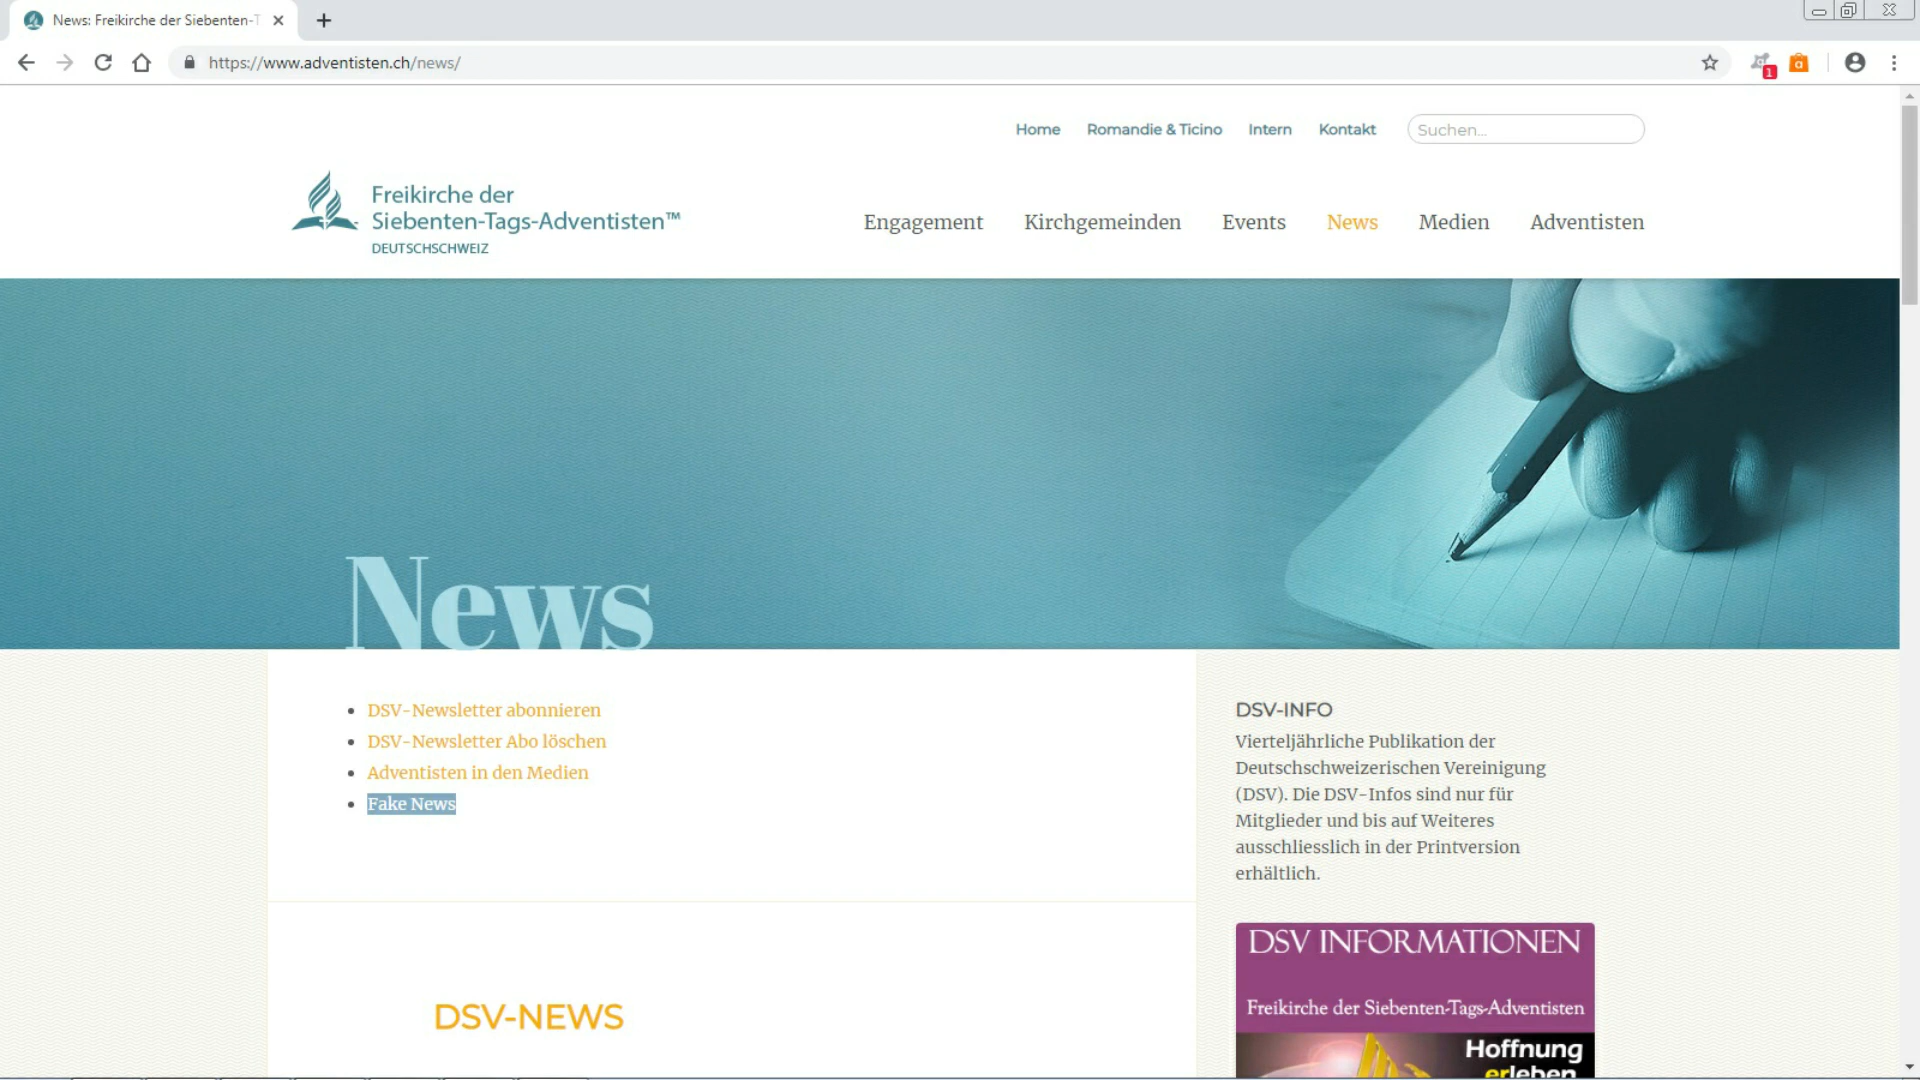 News: Freikirche der Siebenten-T
https://www.adventisten.ch/news/
1
a
Home Romandie & Ticino Intern Kontakt Suchen...
Freikirche der
Siebenten-Tags-Adventisten™
DEUTSCHSCHWEIZ
Engagement Kirchgemeinden Events News Medien Adventisten
News
DSV-Newsletter abonnieren
DSV-Newsletter Abo löschen
Adventisten in den Medien
Fake News
DSV-NEWS
DSV-INFO
Vierteljährliche Publikation der
Deutschschweizerischen Vereinigung
(DSV). Die DSV-Infos sind nur für
Mitglieder und bis auf Weiteres
ausschliesslich in der Printversion
erhältlich.
DSV INFORMATIONEN
Freikirche der Siebenten-Tags-Adventisten
Hoffnung
erleben